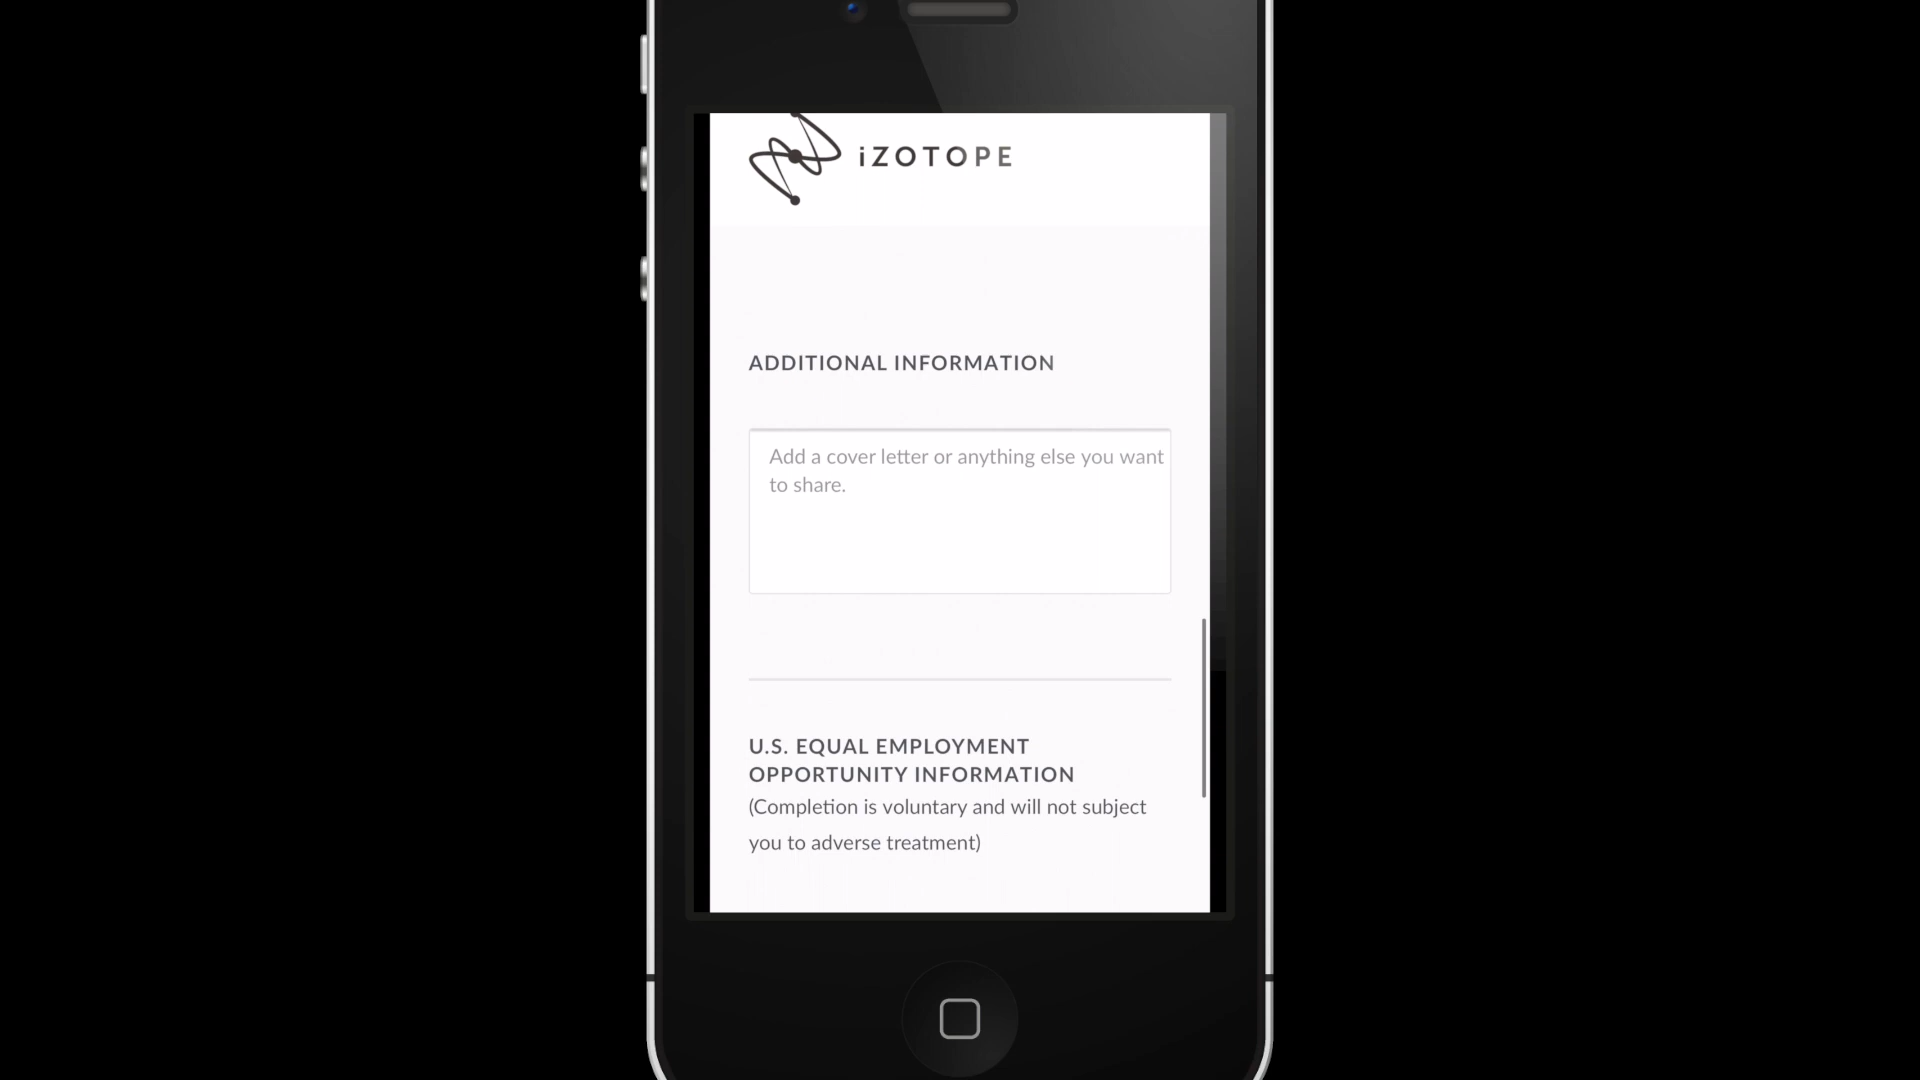 iZOTOPE
ADDITIONAL INFORMATION
Add a cover letter or anything else you want
to share.
U.S. EQUAL EMPLOYMENT
OPPORTUNITY INFORMATION
(Completion is voluntary and will not subject
you to adverse treatment)